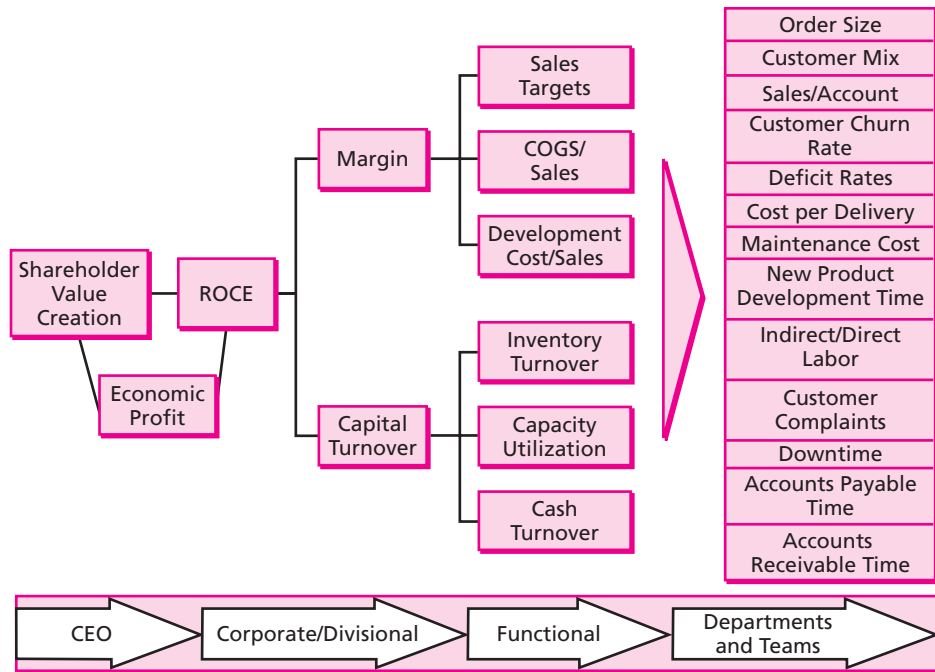 Shareholder
Value
Creation
ROCE
Economic
Profit
Margin
Capital
Turnover
Sales
Targets
COGS/
Sales
Development
Cost/Sales
Inventory
Turnover
Capacity
Utilization
Cash
Turnover
Order Size
Customer Mix
Sales/Account
Customer Churn
Rate
Deficit Rates
Cost per Delivery
Maintenance Cost
New Product
Development Time
Indirect/Direct
Labor
Customer
Complaints
Downtime
Accounts Payable
Time
Accounts
Receivable Time
CEO
Corporate/Divisional
Functional
Departments
and Teams